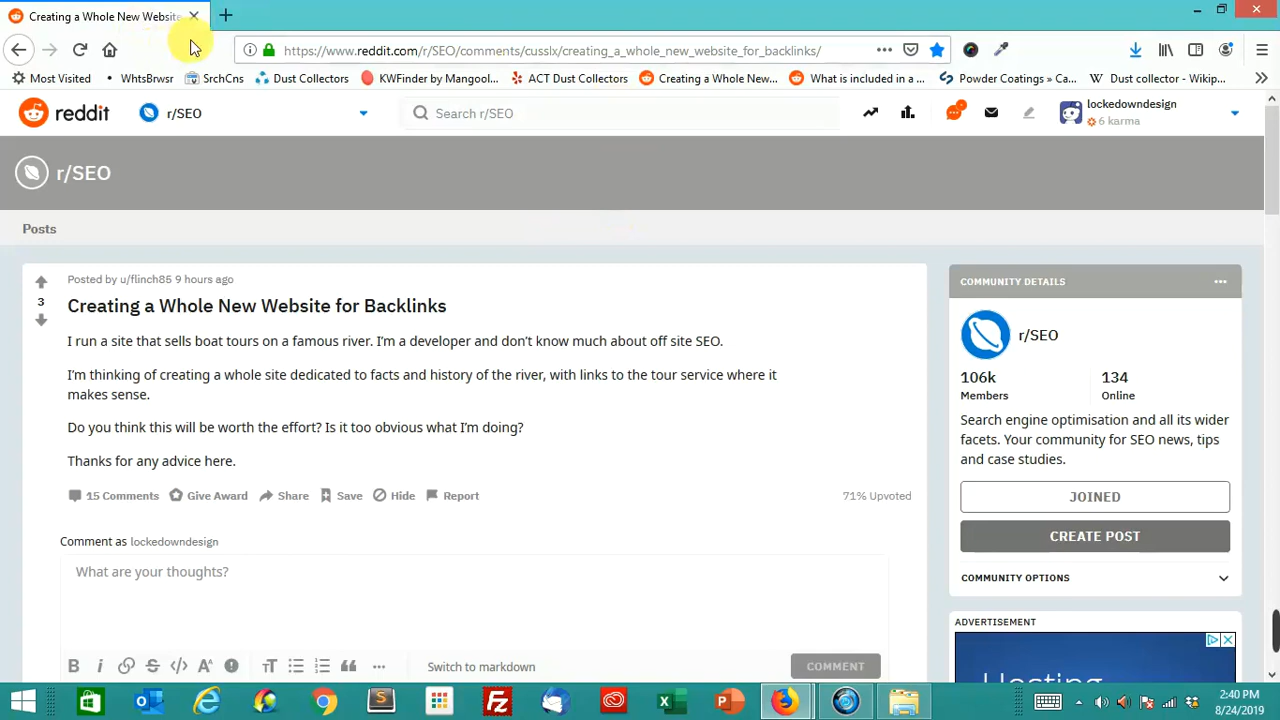 Creating a Whole New Website
https://www.reddit.com/r/SEO/comments/cusslx/creating_a_whole_new_website_for_backlinks/
Most Visited WhtsBrwsr SrchCns Dust Collectors KWFinder by Mangool... ACT Dust Collectors Creating a Whole New... What is included in a ... Powder Coatings » Ca... Dust collector - Wikip...
reddit r/SEO Search r/SEO lockedowndesign
6 karma
r/SEO
Posts
Posted by u/flinch85 9 hours ago
3
Creating a Whole New Website for Backlinks
I run a site that sells boat tours on a famous river. I'm a developer and don't know much about off site SEO.
I'm thinking of creating a whole site dedicated to facts and history of the river, with links to the tour service where it
makes sense.
Do you think this will be worth the effort? Is it too obvious what I'm doing?
Thanks for any advice here.
15 Comments Give Award Share Save Hide Report 71% Upvoted
Comment as lockedowndesign
What are your thoughts?
B i Switch to markdown COMMENT
COMMUNITY DETAILS
r/SEO
106k 134
Members Online
Search engine optimisation and all its wider
facets. Your community for SEO news, tips
and case studies.
JOINED
CREATE POST
COMMUNITY OPTIONS
ADVERTISEMENT
Hosting
2:40 PM
8/24/2019